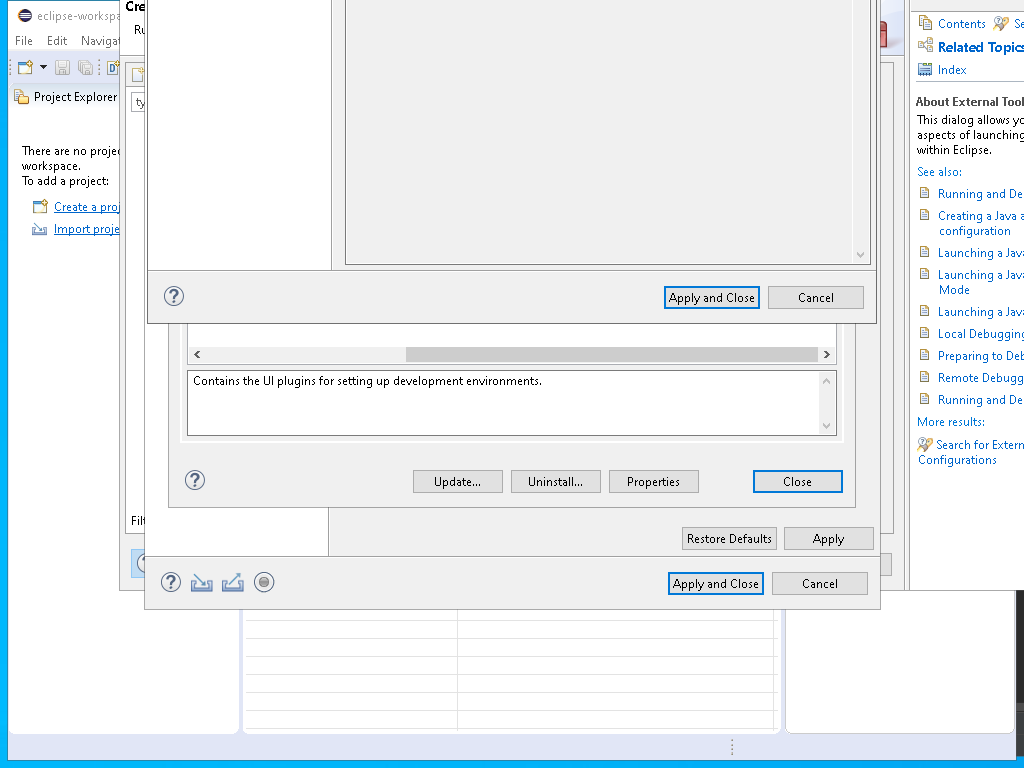 eclipse-workspa
Cre
File Edit Navigat
Ru
Project Explorer
ty
There are no projec
workspace.
To add a project:
Create a proj
Import proje
Filt
Apply and Close
Cancel
Contains the UI plugins for setting up development environments.
Update...
Uninstall...
Properties
Close
Restore Defaults
Apply
Apply and Close
Cancel
Contents
Se
Related Topics
Index
About External Tool
This dialog allows yo
aspects of launching
within Eclipse.
See also:
Running and De
Creating a Java a
configuration
Launching a Java
Launching a Java
Mode
Launching a Java
Local Debugging
Preparing to Deb
Remote Debugg
Running and De
More results:
Search for Extern
Configurations